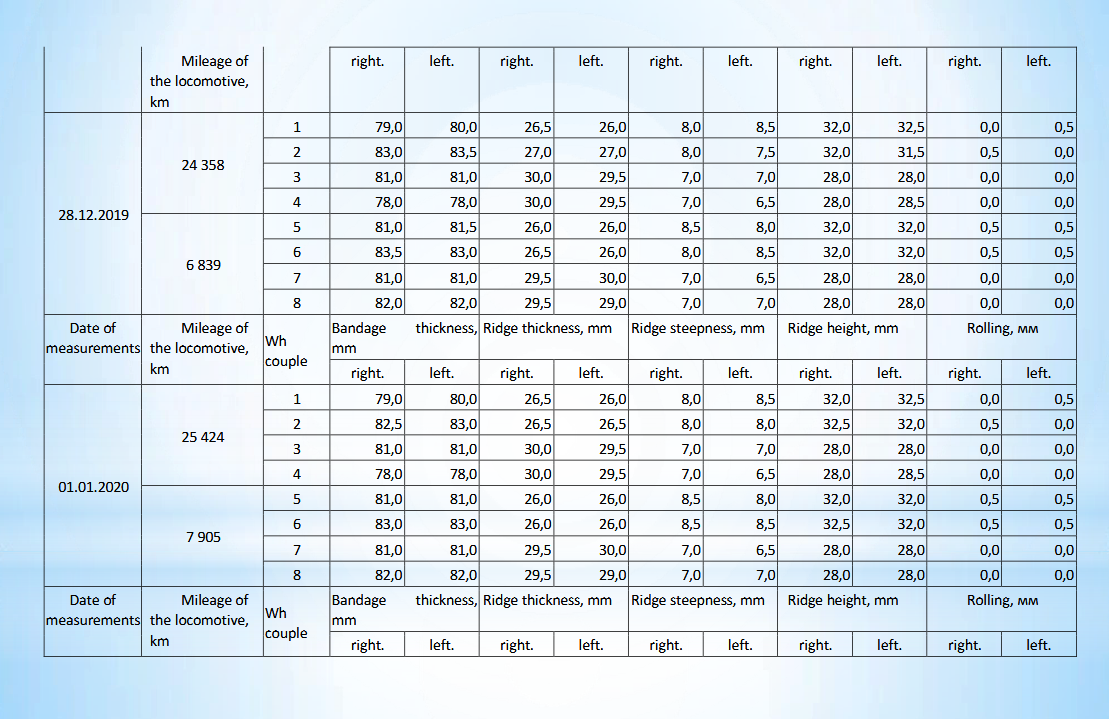 Mileage of the locomotive, km right. left. right. left. right. left. right. left. right. left.
28.12.2019 24 358 1 79,0 80,0 26,5 26,0 8,0 8,5 32,0 32,5 0,0 0,5
2 83,0 83,5 27,0 27,0 8,0 7,5 32,0 31,5 0,5 0,0
3 81,0 81,0 30,0 29,5 7,0 7,0 28,0 28,0 0,0 0,0
4 78,0 78,0 30,0 29,5 7,0 6,5 28,0 28,5 0,0 0,0
6 839 5 81,0 81,5 26,0 26,0 8,5 8,0 32,0 32,0 0,5 0,5
6 83,5 83,0 26,5 26,0 8,0 8,5 32,0 32,0 0,5 0,5
7 81,0 81,0 29,5 30,0 7,0 6,5 28,0 28,0 0,0 0,0
8 82,0 82,0 29,5 29,0 7,0 7,0 28,0 28,0 0,0 0,0
Date of measurements Mileage of the locomotive, km Wh couple Bandage thickness, mm Ridge thickness, mm Ridge steepness, mm Ridge height, mm Rolling, мм
right. left. right. left. right. left. right. left. right. left.
01.01.2020 25 424 1 79,0 80,0 26,5 26,0 8,0 8,5 32,0 32,5 0,0 0,5
2 82,5 83,0 26,5 26,5 8,0 8,0 32,5 32,0 0,5 0,0
3 81,0 81,0 30,0 29,5 7,0 7,0 28,0 28,0 0,0 0,0
4 78,0 78,0 30,0 29,5 7,0 6,5 28,0 28,5 0,0 0,0
7 905 5 81,0 81,0 26,0 26,0 8,5 8,0 32,0 32,0 0,5 0,5
6 83,0 83,0 26,0 26,0 8,5 8,5 32,5 32,0 0,5 0,5
7 81,0 81,0 29,5 30,0 7,0 6,5 28,0 28,0 0,0 0,0
8 82,0 82,0 29,5 29,0 7,0 7,0 28,0 28,0 0,0 0,0
Date of measurements Mileage of the locomotive, km Wh couple Bandage thickness, mm Ridge thickness, mm Ridge steepness, mm Ridge height, mm Rolling, мм
right. left. right. left. right. left. right. left. right. left.